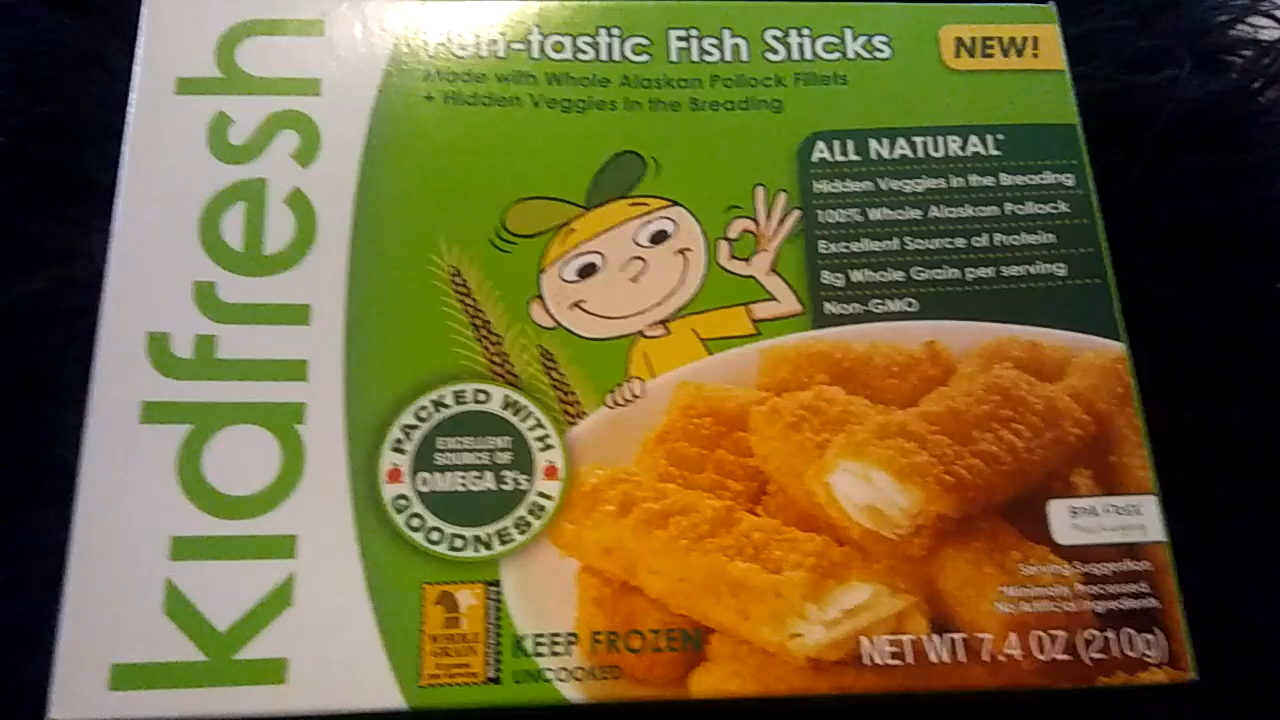 kidfresh
-tastic Fish Sticks
NEW!
Made with Whole Alaskan Pollock Fillets
+ Hidden Veggies in the Breading
ALL NATURAL*
Hidden Veggies in the Breading
100% Whole Alaskan Pollock
Excellent Source of Protein
8g Whole Grain per serving
Non-GMO
PACKED WITH
EXCELLENT
SOURCE OF
OMEGA 3's
GOODNESS!
Serving Suggestion
Minimally Processed,
No Artificial Ingredients
WHOLE
GRAIN
KEEP FROZEN
UNCOOKED
NET WT 7.4 OZ (210g)